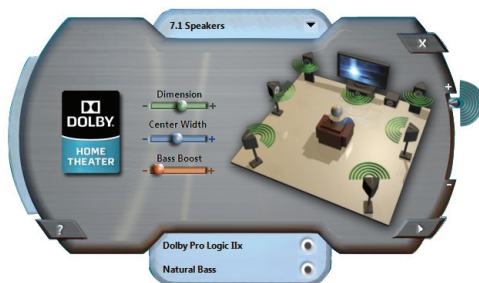 7.1 Speakers
X
DOLBY
HOME
THEATER
Dimension
- +
Center Width
- +
Bass Boost
- +
+
-
?
Dolby Pro Logic IIx
Natural Bass